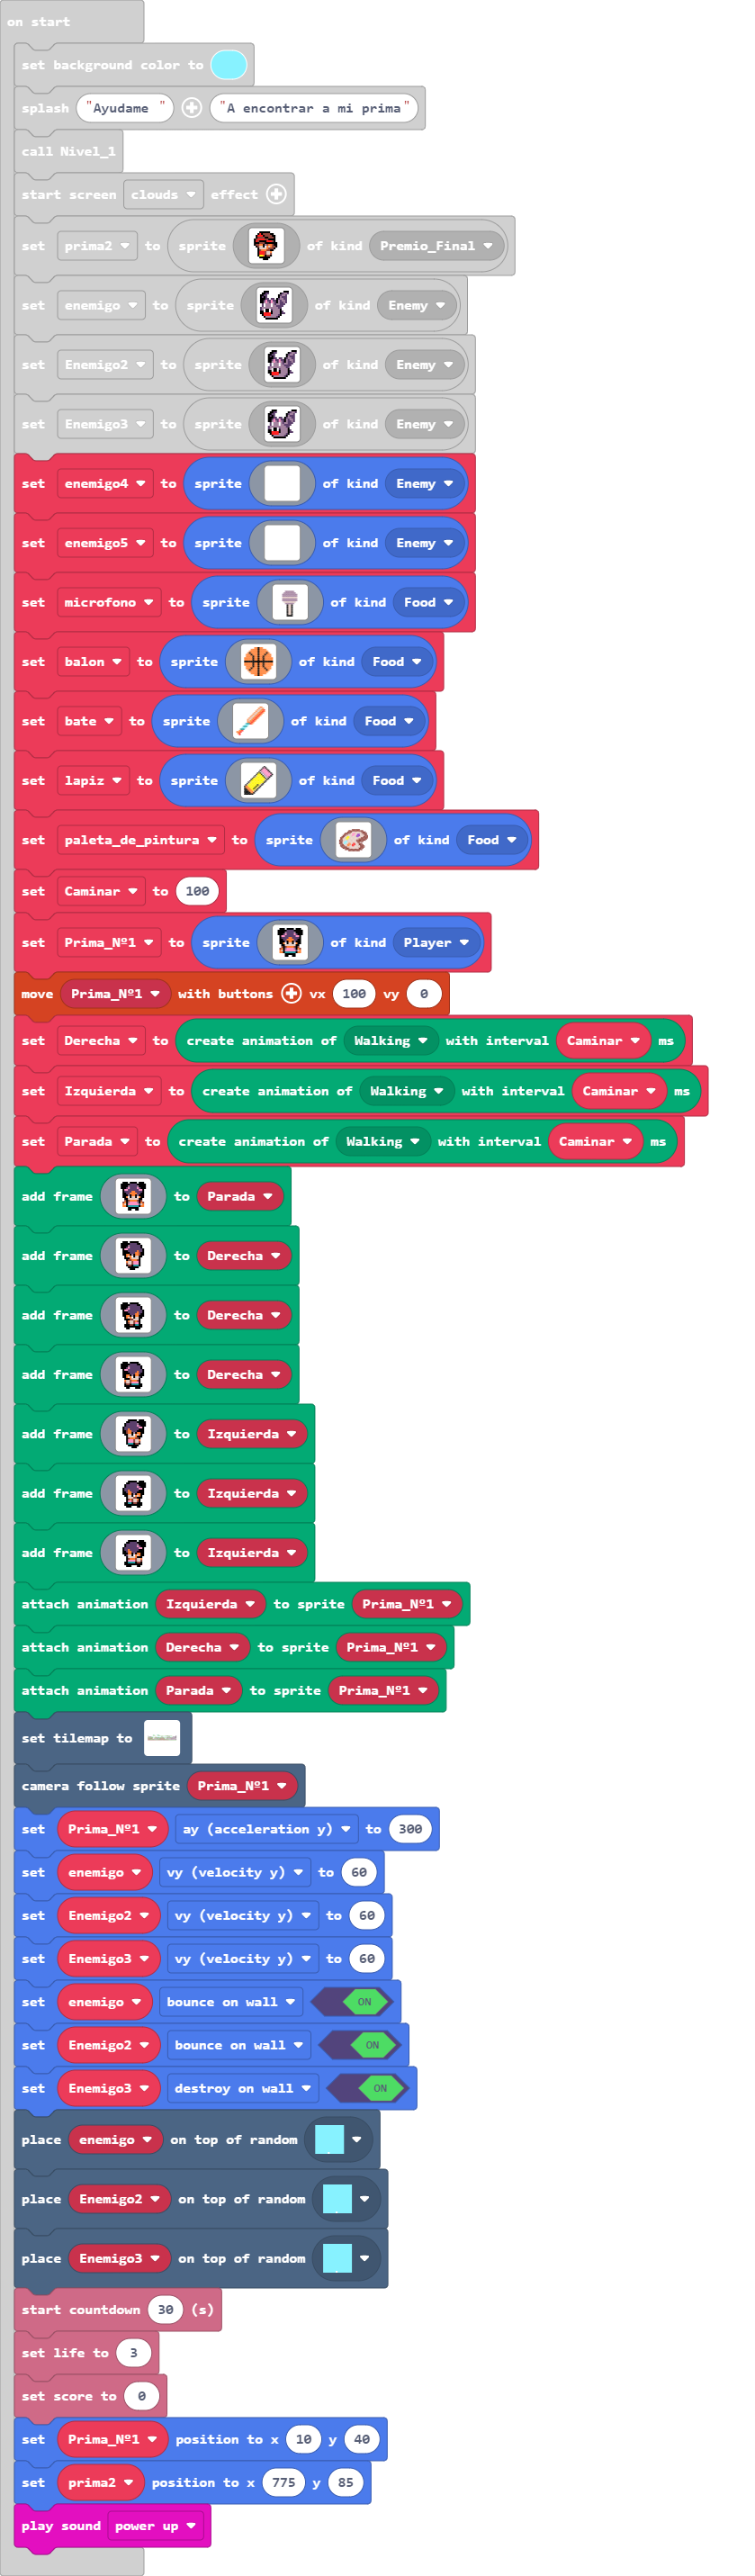 on start
set background color to
splash "Ayudame " "A encontrar a mi prima"
call Nivel_1
start screen clouds effect
set prima2 to sprite of kind Premio_Final
set enemigo to sprite of kind Enemy
set Enemigo2 to sprite of kind Enemy
set Enemigo3 to sprite of kind Enemy
set enemigo4 to sprite of kind Enemy
set enemigo5 to sprite of kind Enemy
set microfono to sprite of kind Food
set balon to sprite of kind Food
set bate to sprite of kind Food
set lapiz to sprite of kind Food
set paleta_de_pintura to sprite of kind Food
set Caminar to 100
set Prima_Nº1 to sprite of kind Player
move Prima_Nº1 with buttons vx 100 vy 0
set Derecha to create animation of Walking with interval Caminar ms
set Izquierda to create animation of Walking with interval Caminar ms
set Parada to create animation of Walking with interval Caminar ms
add frame to Parada
add frame to Derecha
add frame to Derecha
add frame to Derecha
add frame to Izquierda
add frame to Izquierda
add frame to Izquierda
attach animation Izquierda to sprite Prima_Nº1
attach animation Derecha to sprite Prima_Nº1
attach animation Parada to sprite Prima_Nº1
set tilemap to
camera follow sprite Prima_Nº1
set Prima_Nº1 ay (acceleration y) to 300
set enemigo vy (velocity y) to 60
set Enemigo2 vy (velocity y) to 60
set Enemigo3 vy (velocity y) to 60
set enemigo bounce on wall ON
set Enemigo2 bounce on wall ON
set Enemigo3 destroy on wall ON
place enemigo on top of random
place Enemigo2 on top of random
place Enemigo3 on top of random
start countdown 30 (s)
set life to 3
set score to 0
set Prima_Nº1 position to x 10 y 40
set prima2 position to x 775 y 85
play sound power up